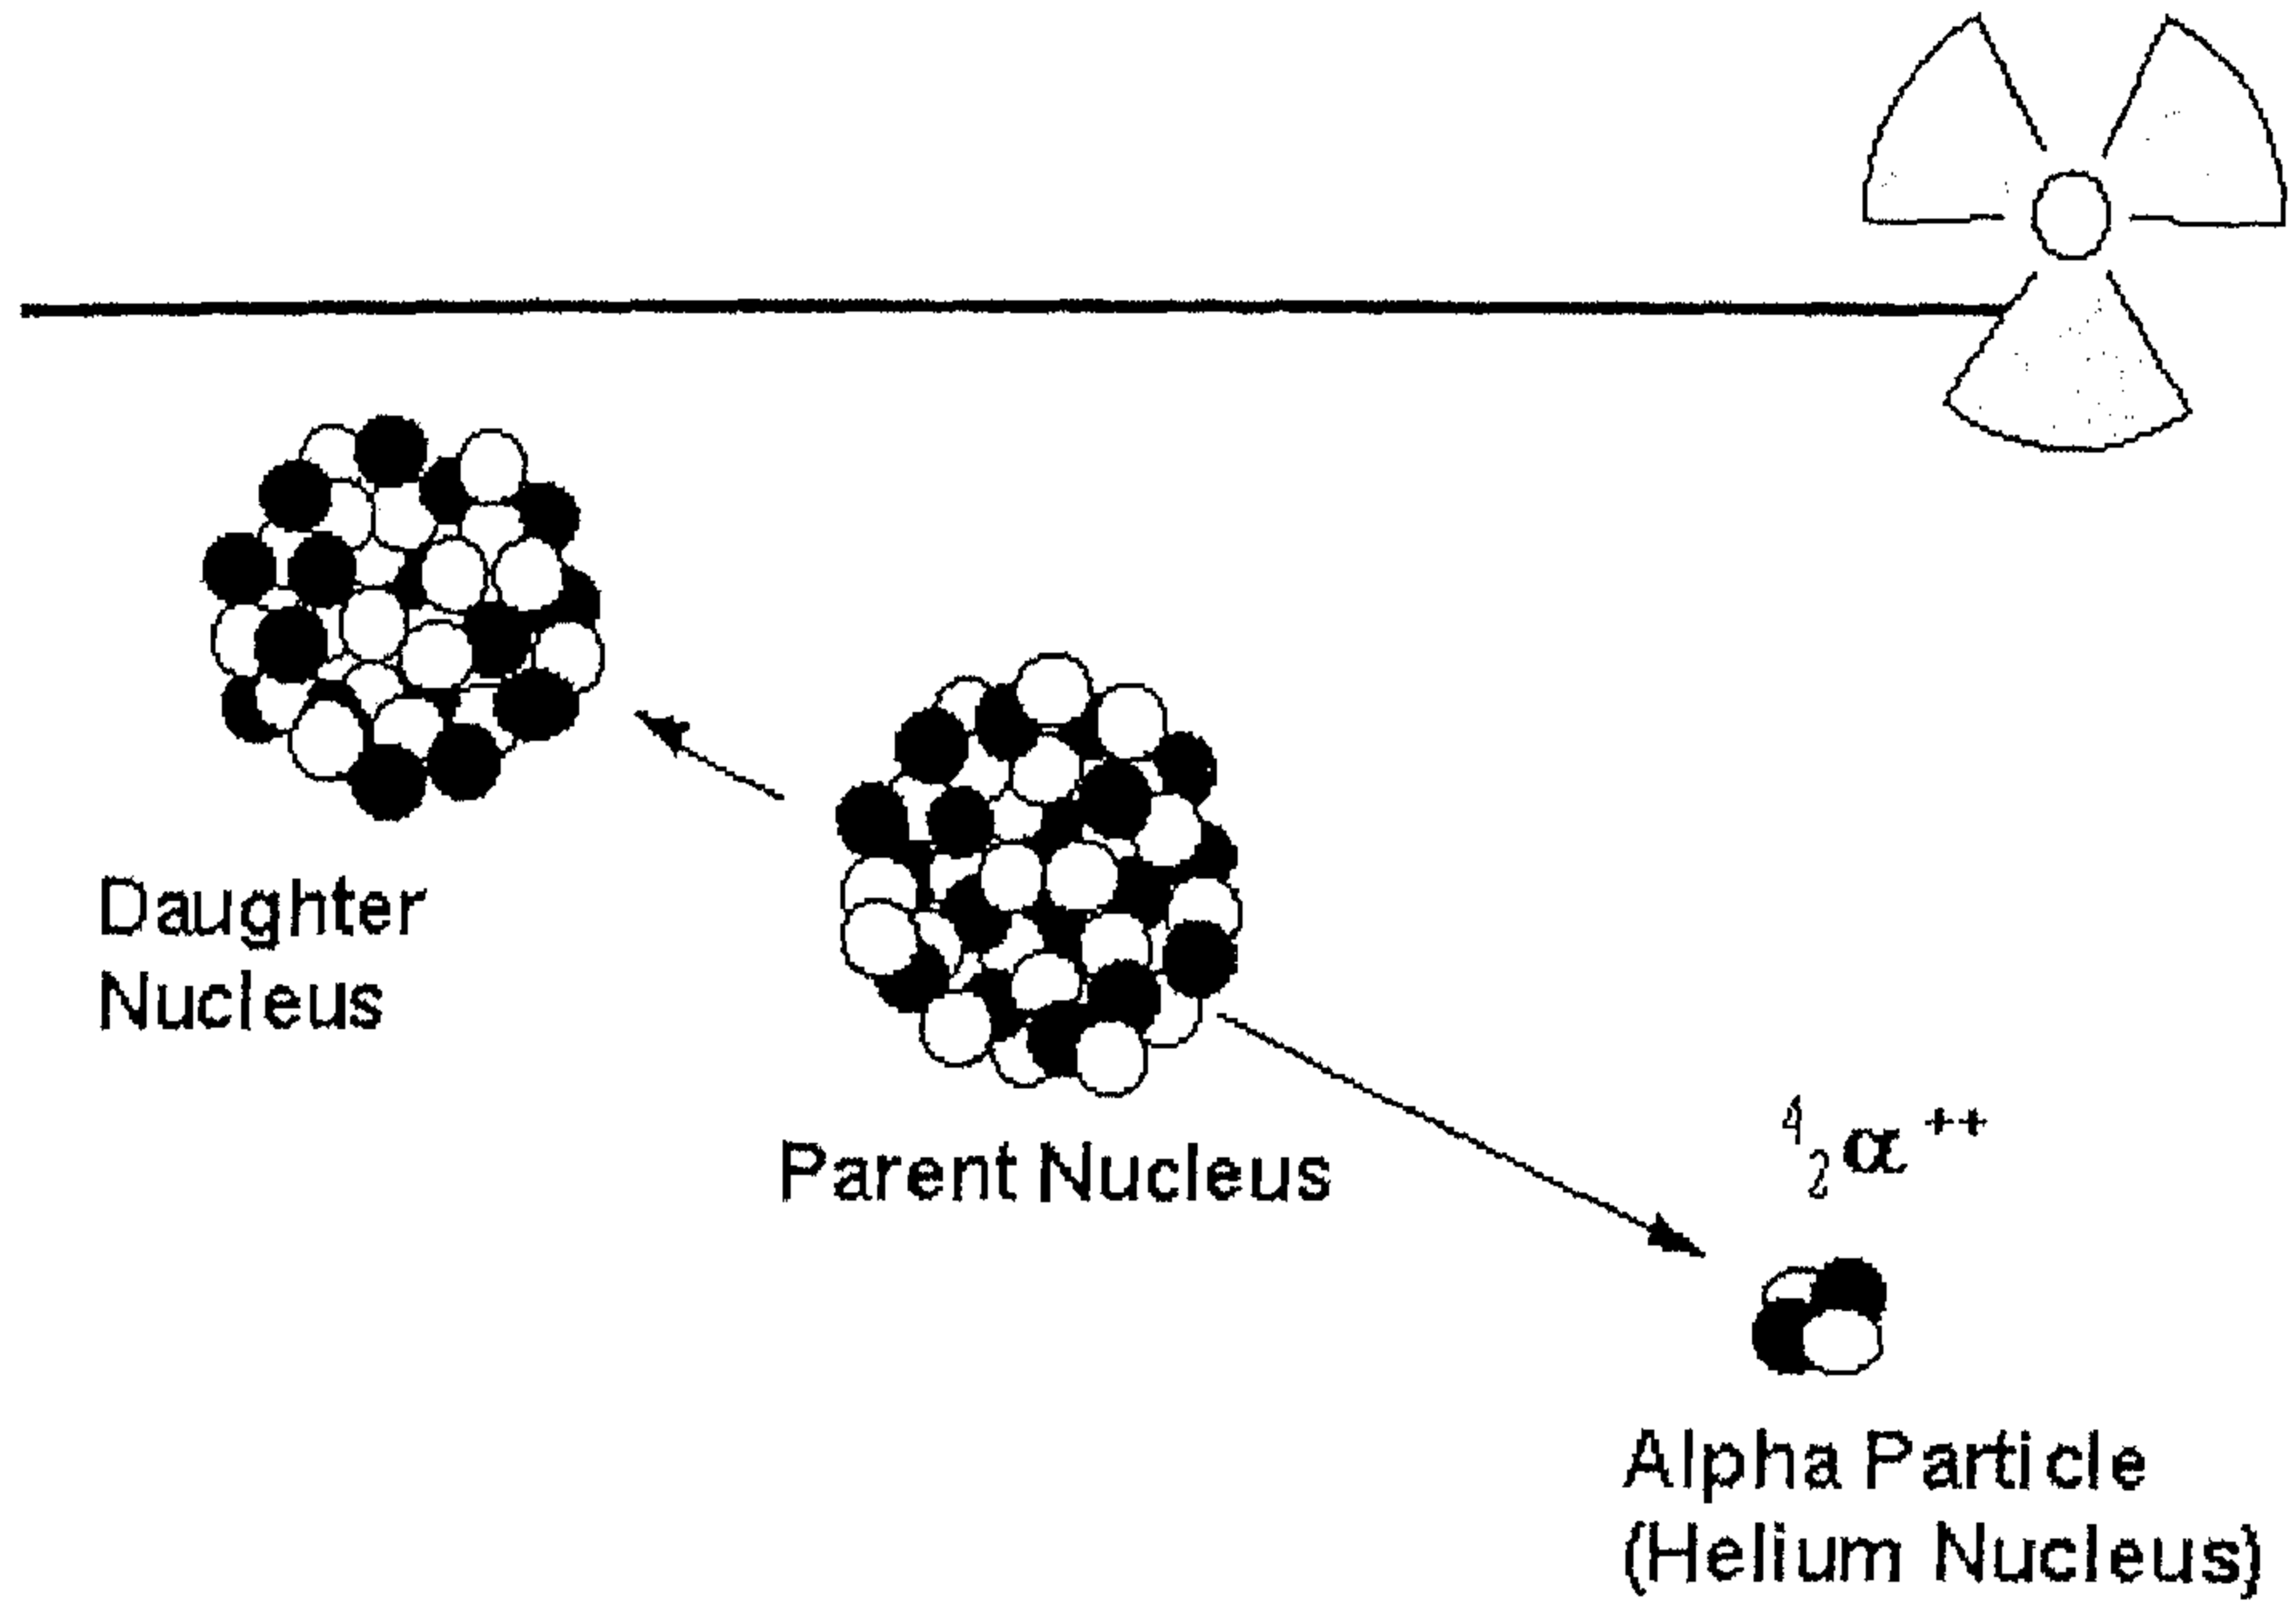 Daughter
Nucleus
Parent Nucleus
⁴₂α⁺⁺
Alpha Particle
(Helium Nucleus)